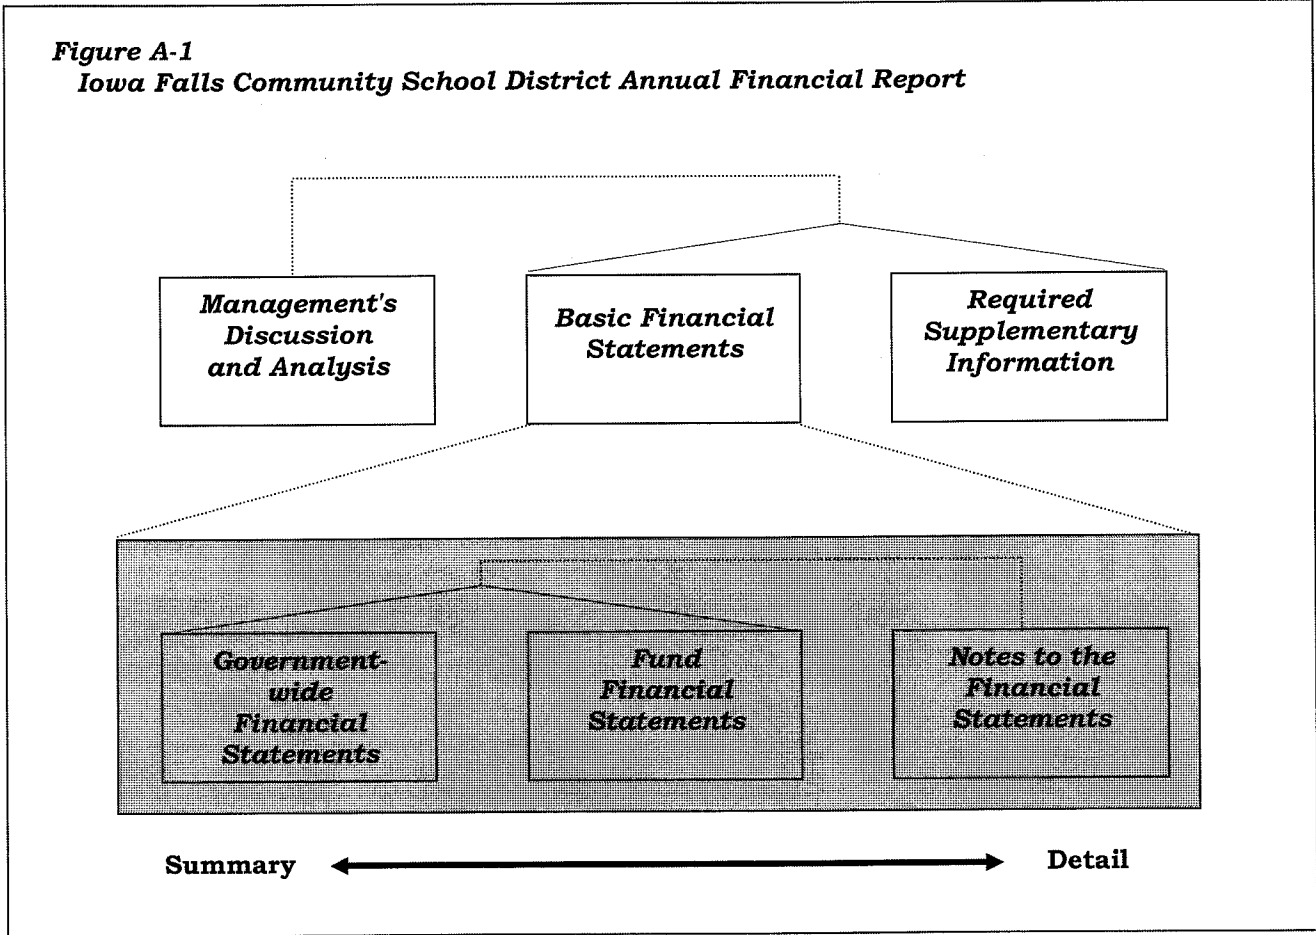 Figure A-1
Iowa Falls Community School District Annual Financial Report
Management's
Discussion
and Analysis
Basic Financial
Statements
Required
Supplementary
Information
Government-
wide
Financial
Statements
Fund
Financial
Statements
Notes to the
Financial
Statements
Summary
Detail